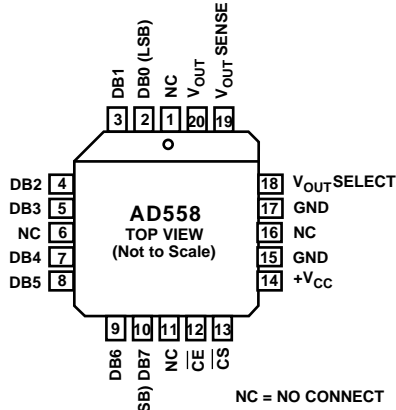 DB1
DB0 (LSB)
NC
VOUT
VOUT SENSE
3 2 1 20 19
DB2 4
DB3 5
NC 6
DB4 7
DB5 8
AD558
TOP VIEW
(Not to Scale)
18 VOUT SELECT
17 GND
16 NC
15 GND
14 +VCC
9 10 11 12 13
DB6
SB) DB7
NC
CE
CS
NC = NO CONNECT